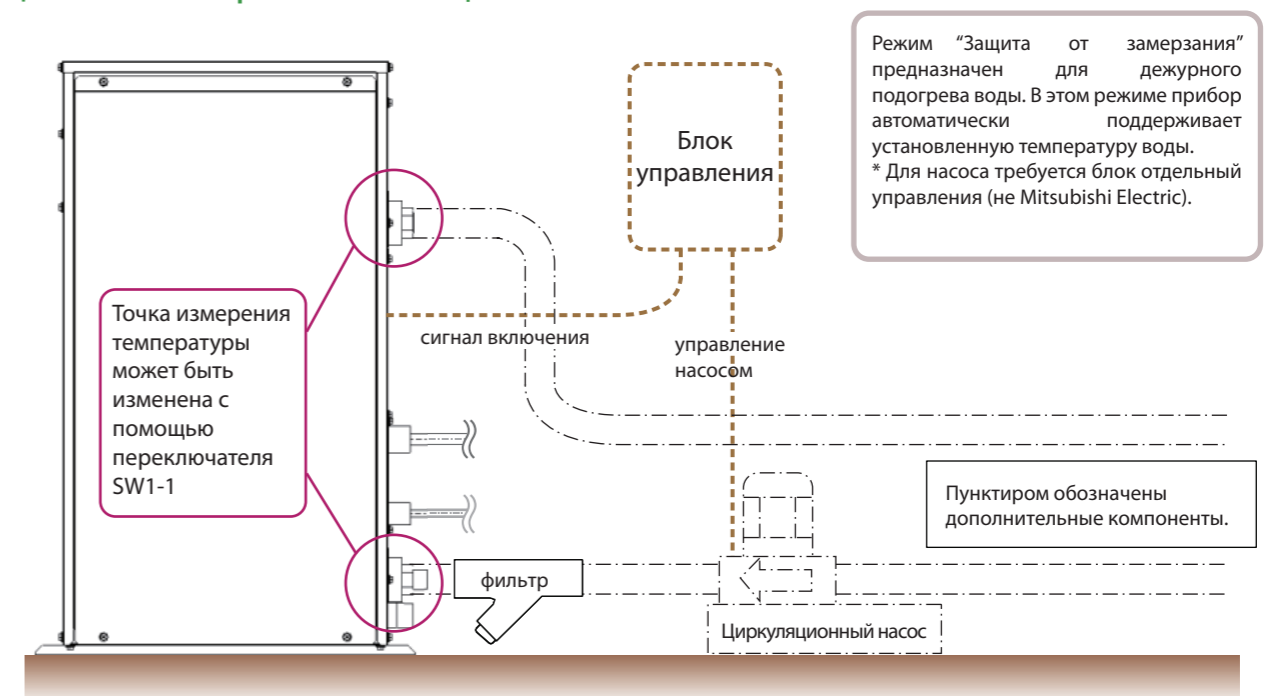 Режим “Защита от замерзания”
предназначен для дежурного
подогрева воды. В этом режиме прибор
автоматически поддерживает
установленную температуру воды.
* Для насоса требуется блок отдельный
управления (не Mitsubishi Electric).
Блок
управления
Точка измерения
температуры
может быть
изменена с
помощью
переключателя
SW1-1
сигнал включения
управление
насосом
Пунктиром обозначены
дополнительные компоненты.
фильтр
Циркуляционный насос